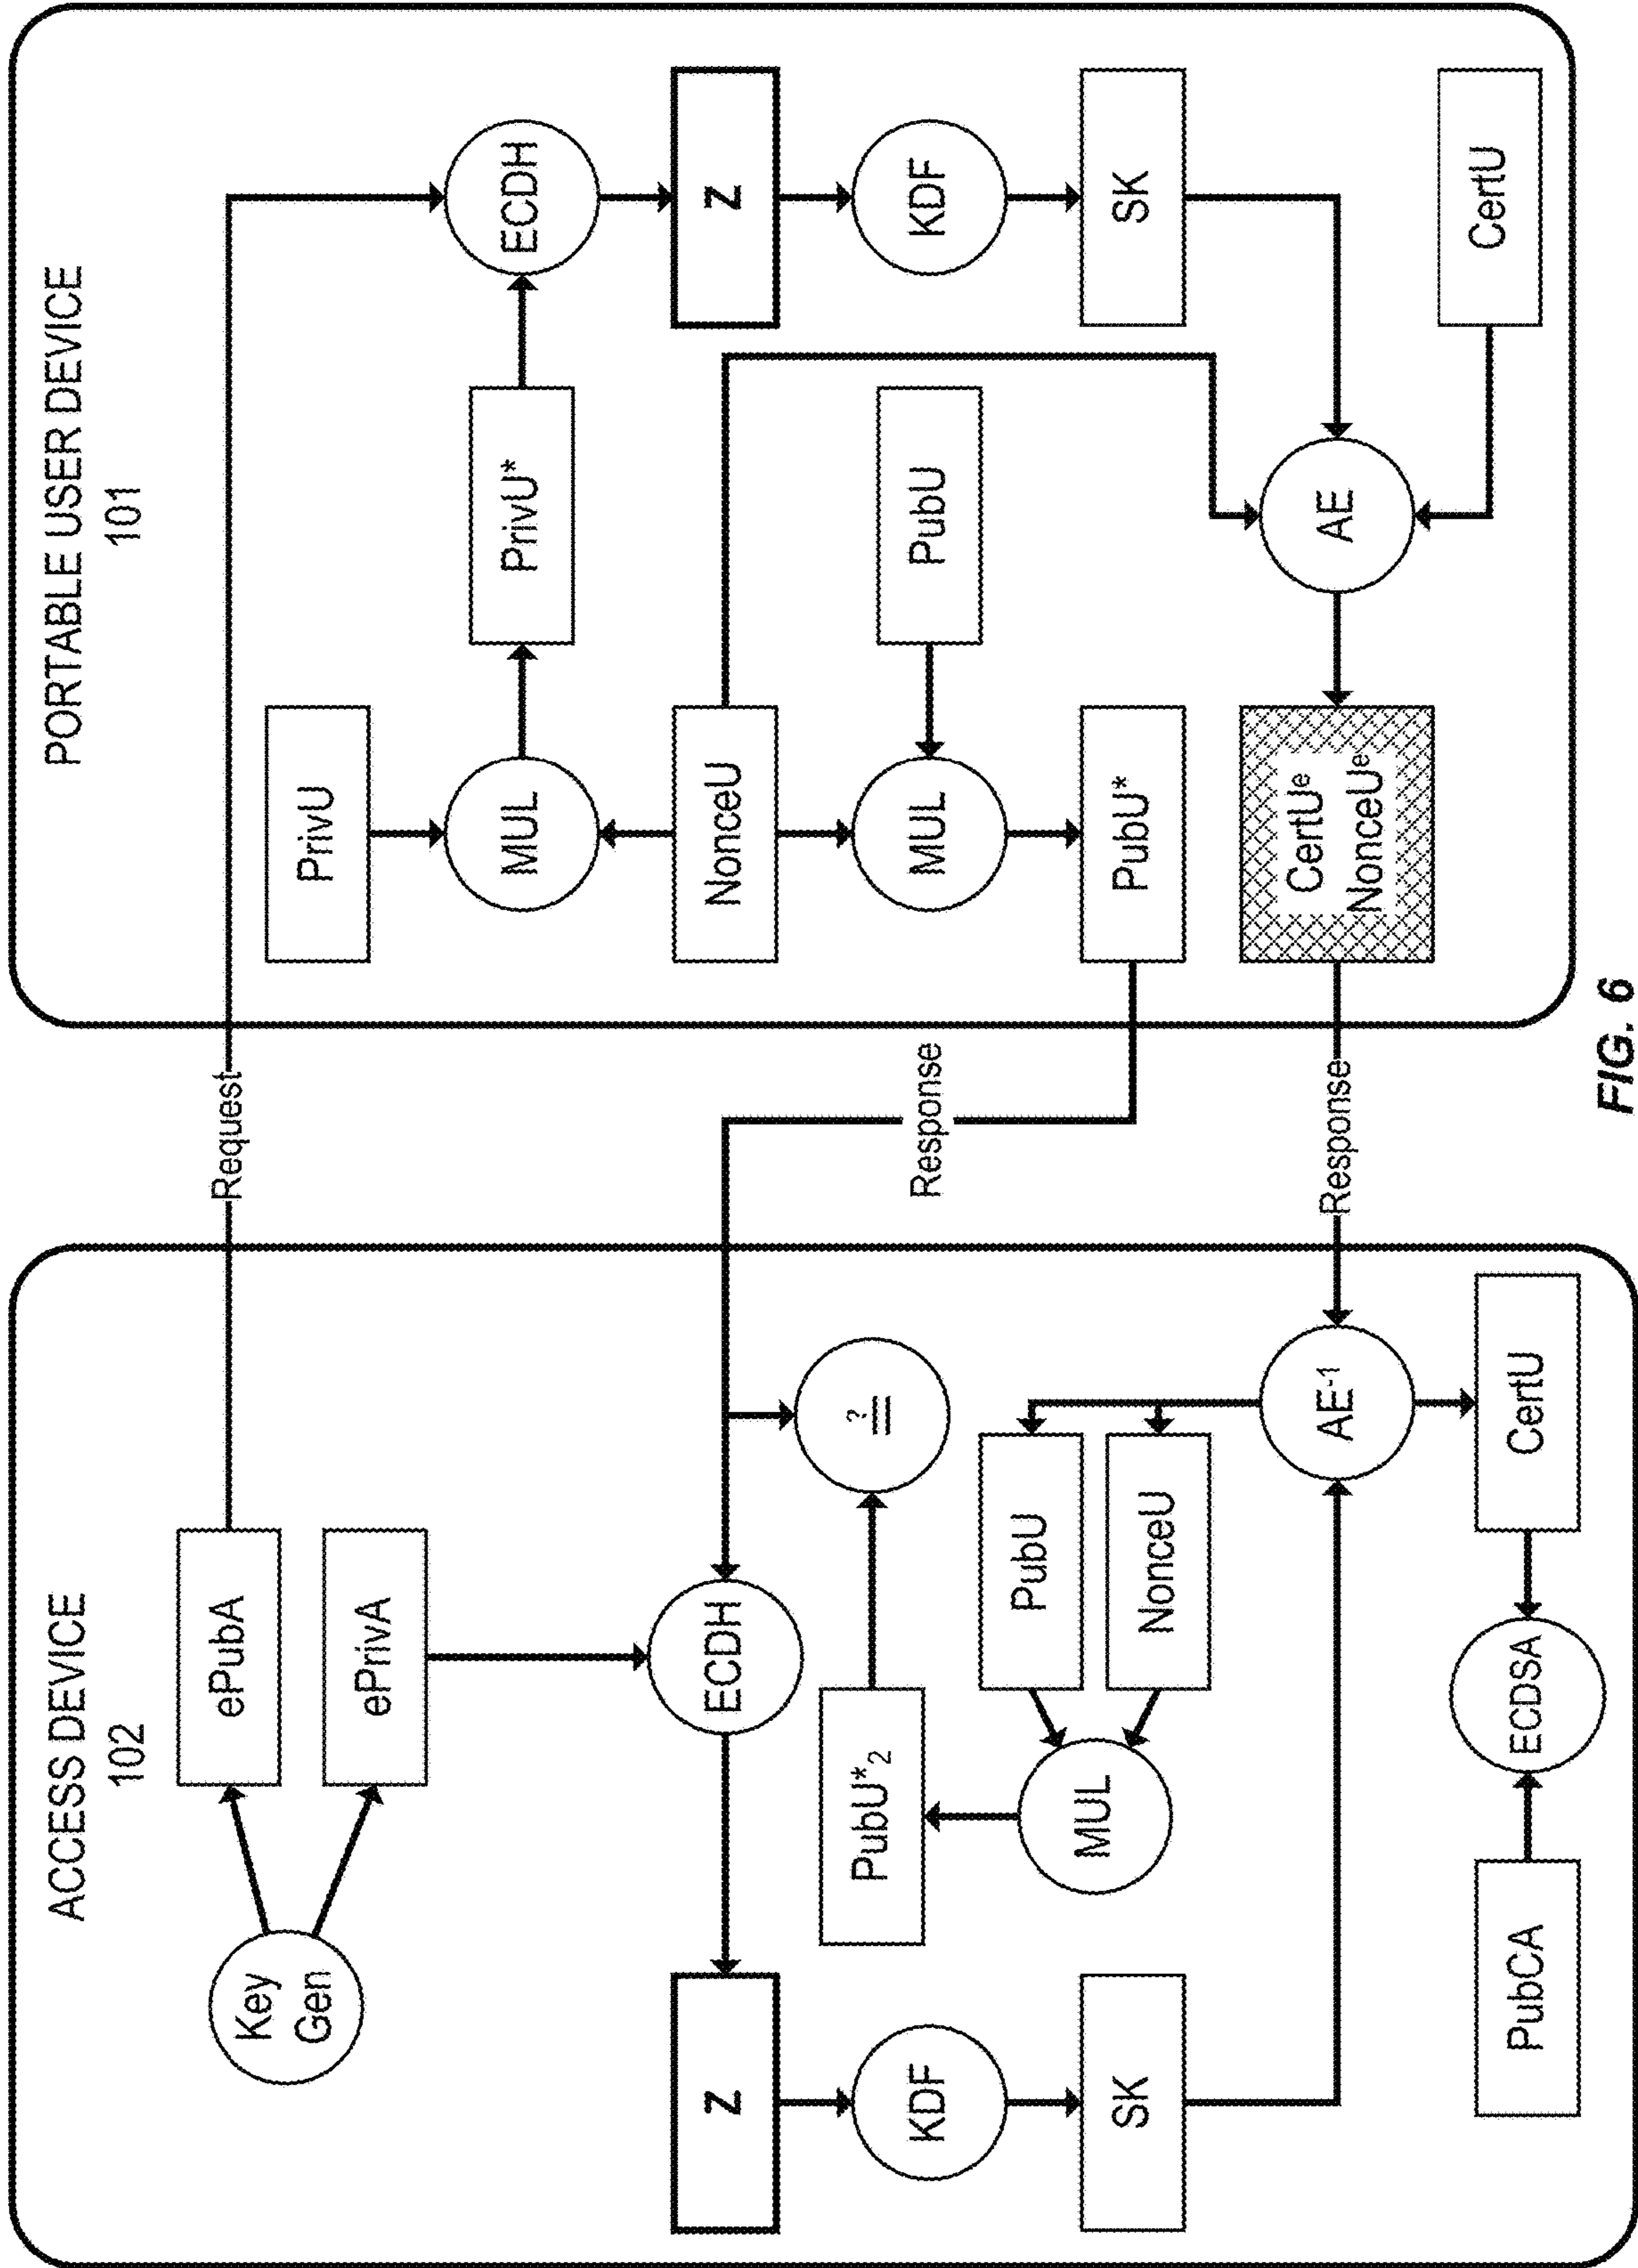 ACCESS DEVICE
102
Key
Gen
ePubA
ePrivA
ECDH
Z
KDF
SK
PubU*2
?
=
MUL
PubU
NonceU
AE-1
CertU
ECDSA
PubCA
Request
Response
Response
PORTABLE USER DEVICE
101
PrivU
MUL
PrivU*
ECDH
NonceU
Z
MUL
PubU
KDF
PubU*
SK
CertUe
NonceUe
AE
CertU
FIG. 6